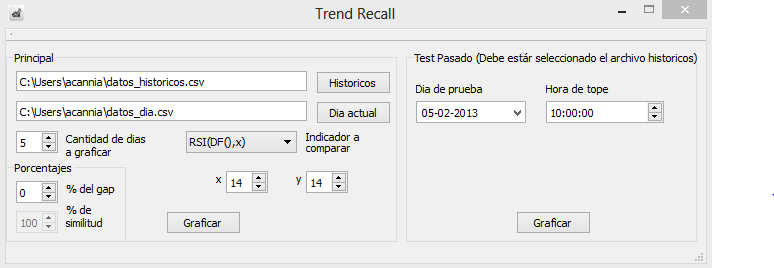 Trend Recall
Principal
C:\Users\acannia\datos_historicos.csv
Historicos
C:\Users\acannia\datos_dia.csv
Dia actual
5
Cantidad de dias
a graficar
RSI(DF(),x)
Indicador a
comparar
Porcentajes
0
% del gap
100
% de
similitud
x
14
y
14
Graficar
Test Pasado (Debe estár seleccionado el archivo historicos)
Dia de prueba
Hora de tope
05-02-2013
10:00:00
Graficar